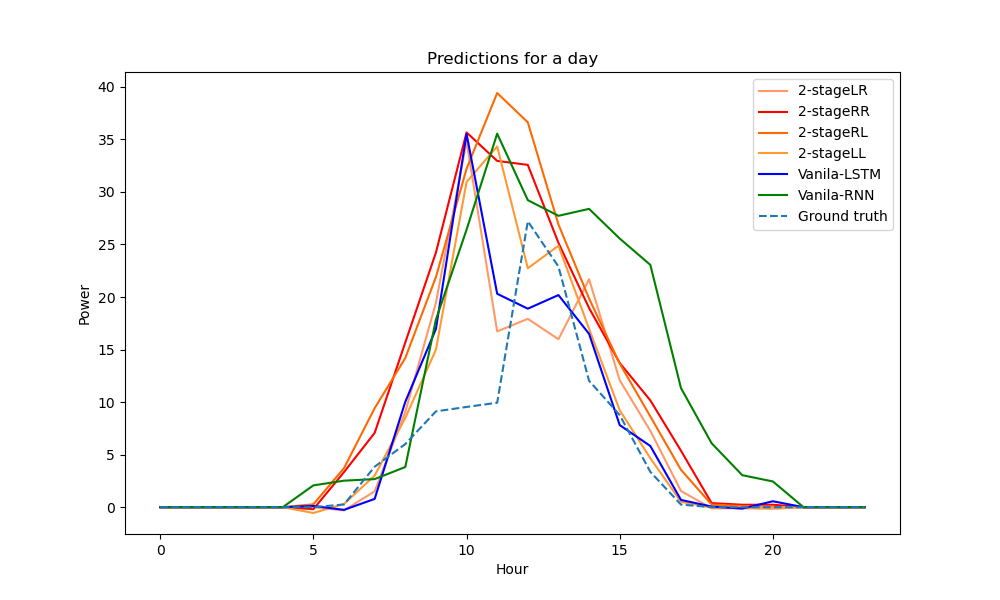 Predictions for a day
40
35
30
25
20
15
10
5
0
Power
2-stageLR
2-stageRR
2-stageRL
2-stageLL
Vanila-LSTM
Vanila-RNN
Ground truth
0 5 10 15 20
Hour